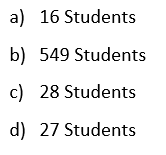 a) 16 Students
b) 549 Students
c) 28 Students
d) 27 Students